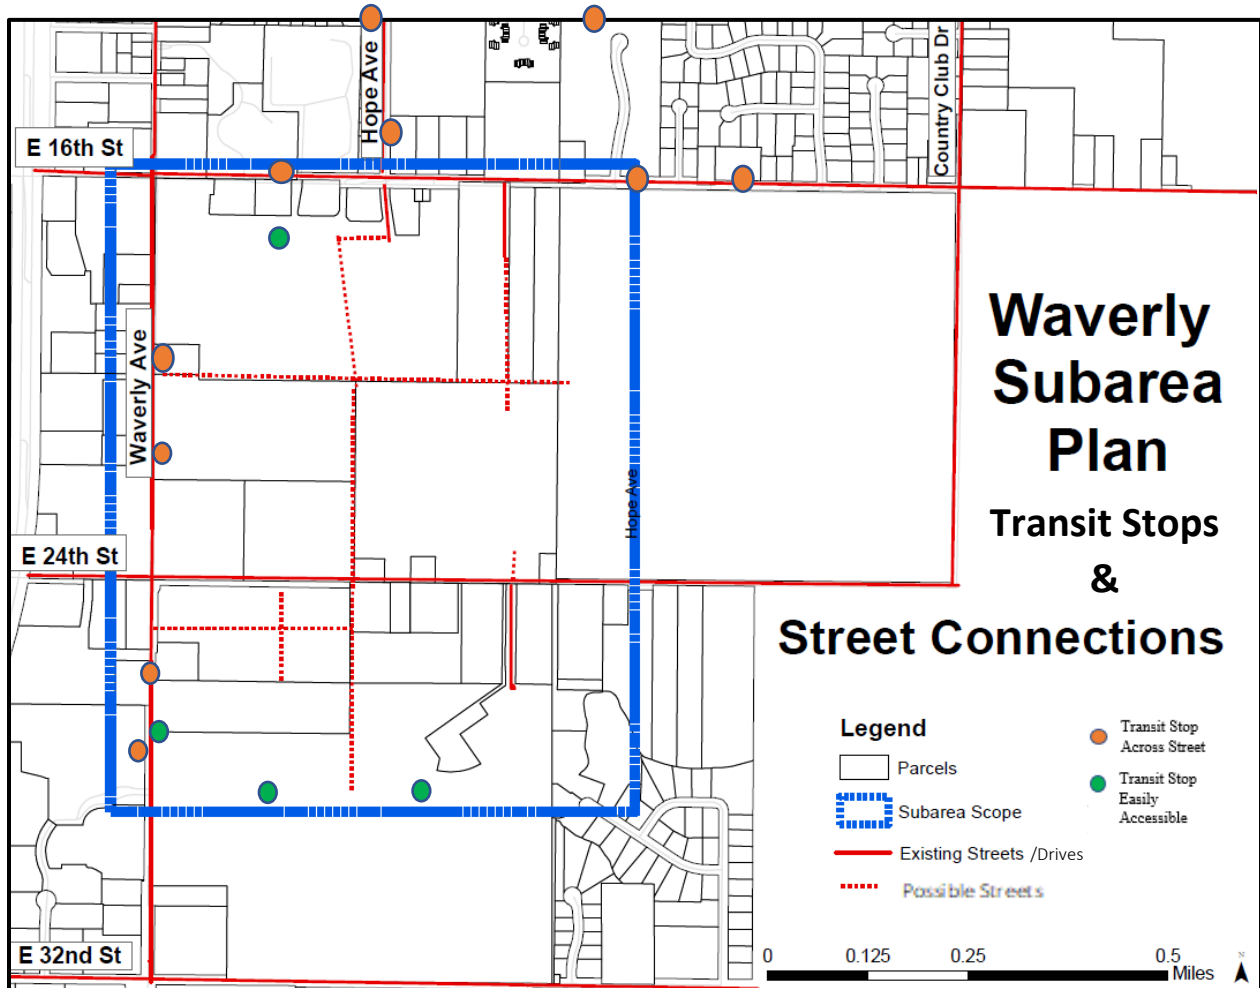 Hope Ave
Country Club Dr
E 16th St
Waverly Ave
Waverly
Subarea
Plan
Transit Stops
&
Street Connections
Hope Ave
E 24th St
E 32nd St
Legend
Parcels
Subarea Scope
Existing Streets /Drives
Possible Streets
Transit Stop
Across Street
Transit Stop
Easily
Accessible
0 0.125 0.25 0.5
Miles
N